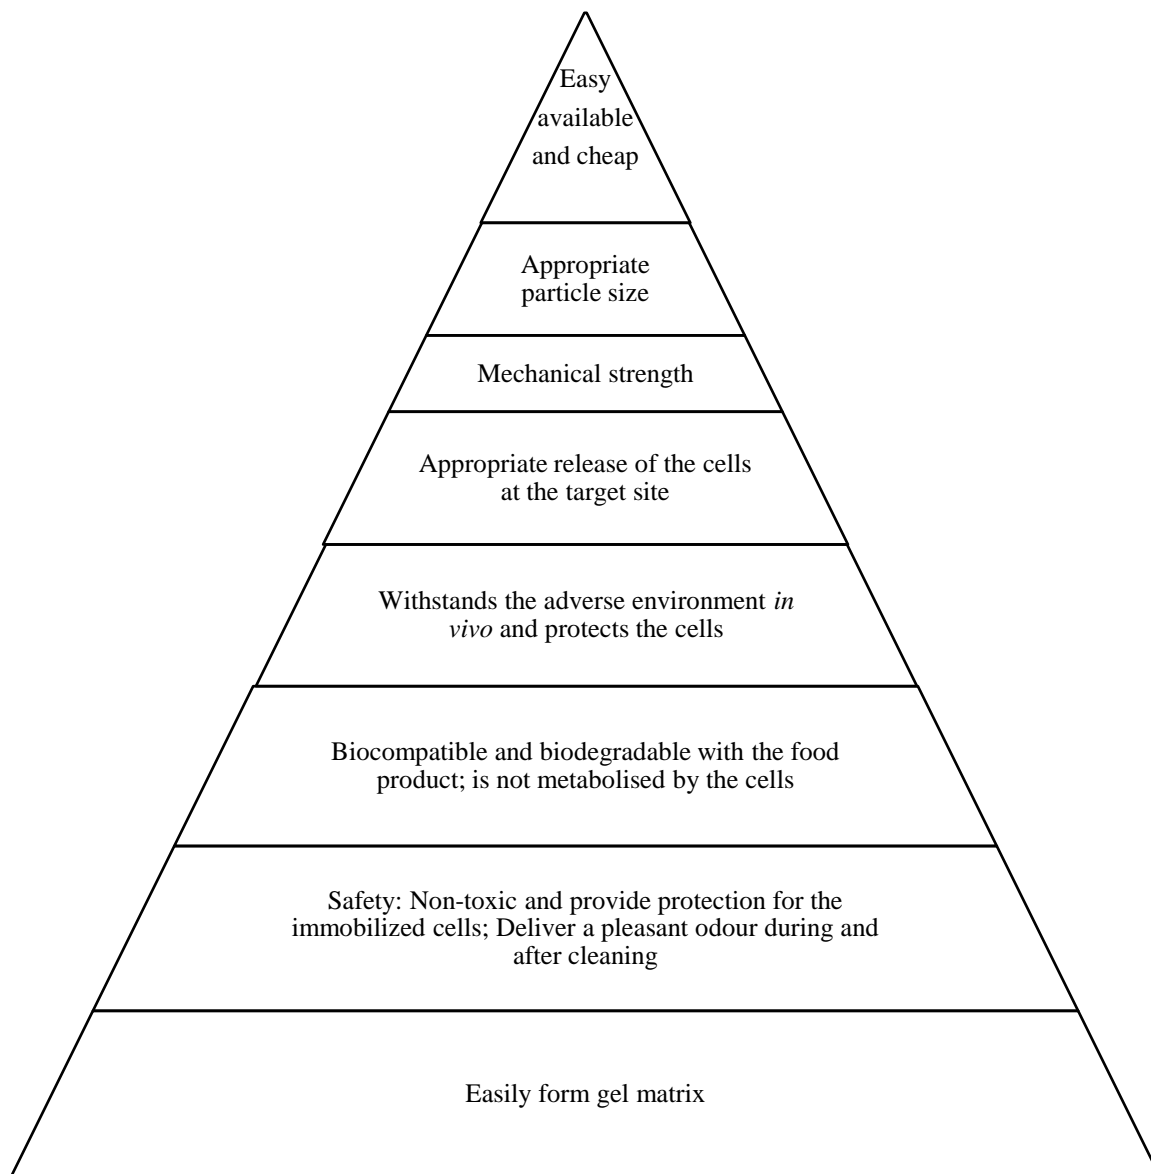 Easy
available
and cheap
Appropriate
particle size
Mechanical strength
Appropriate release of the cells
at the target site
Withstands the adverse environment in
vivo and protects the cells
Biocompatible and biodegradable with the food
product; is not metabolised by the cells
Safety: Non-toxic and provide protection for the
immobilized cells; Deliver a pleasant odour during and
after cleaning
Easily form gel matrix